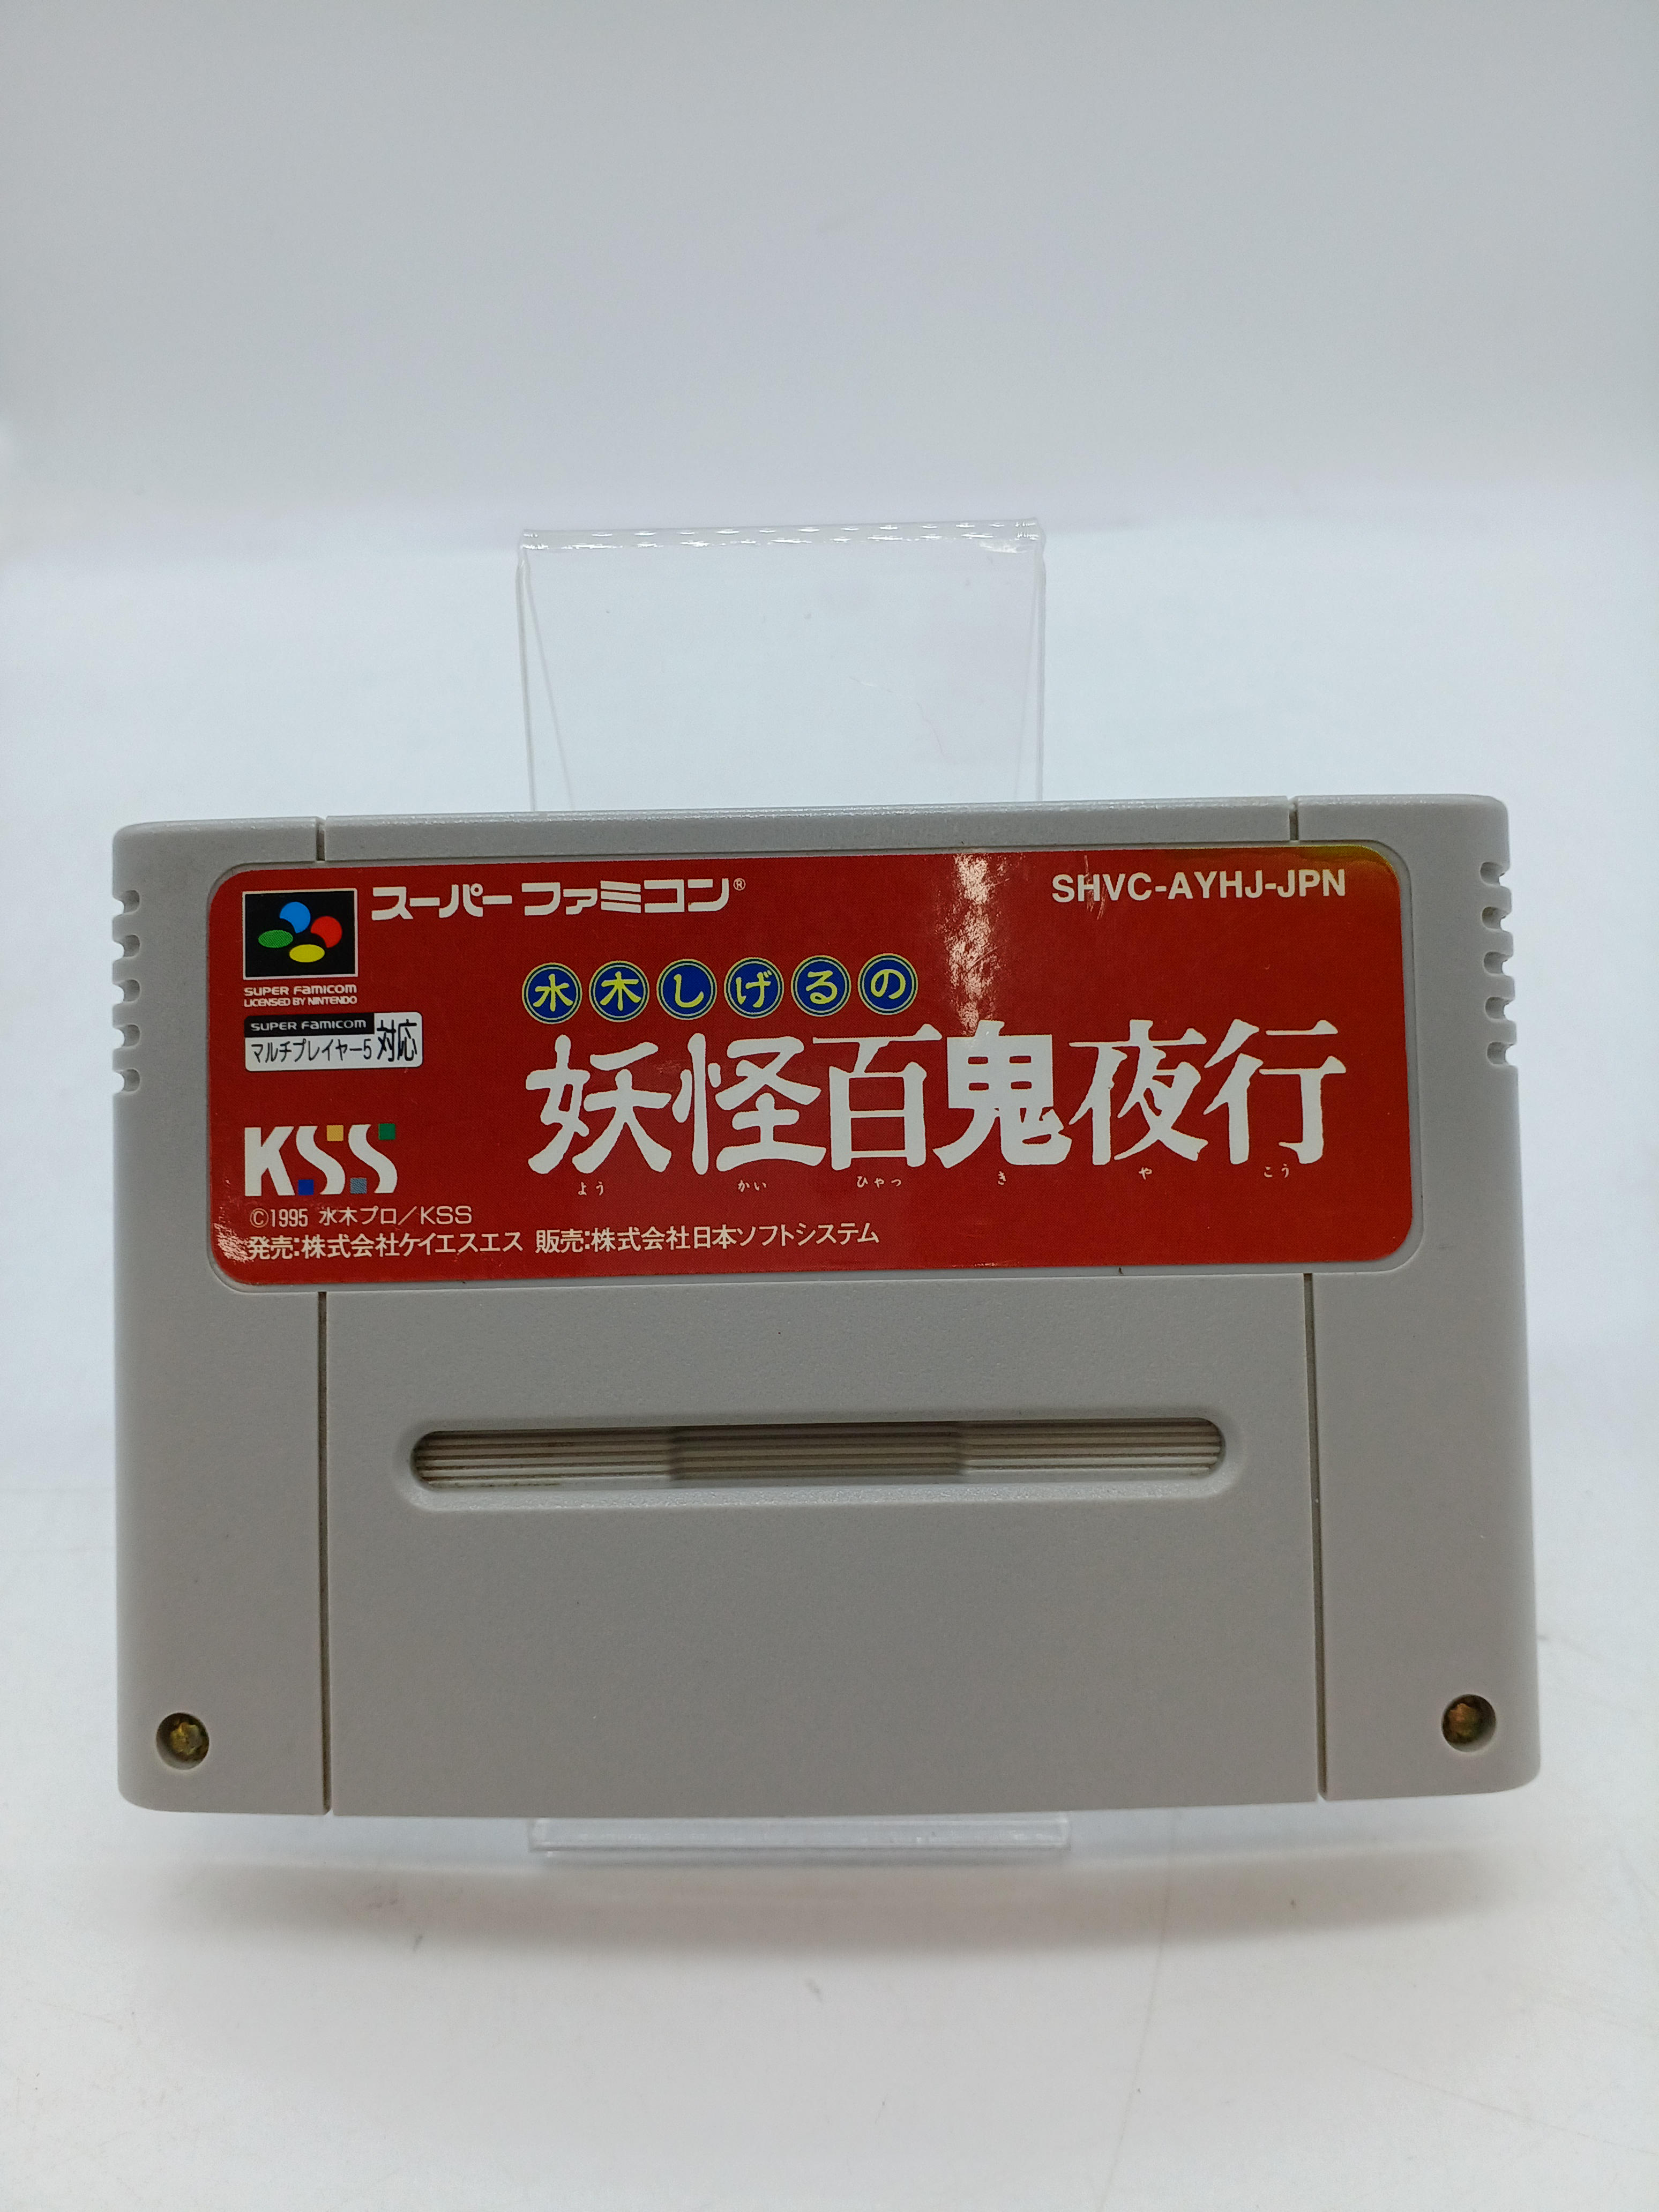 スーパーファミコン®
SHVC-AYHJ-JPN
SUPER FAMICOM
LICENSED BY NINTENDO
SUPER FAMICOM
マルチプレイヤー5 対応
水木しげるの
妖怪百鬼夜行
よう かい ひゃっ き や こう
KSS
©1995 水木プロ/KSS
発売:株式会社ケイエスエス 販売:株式会社日本ソフトシステム